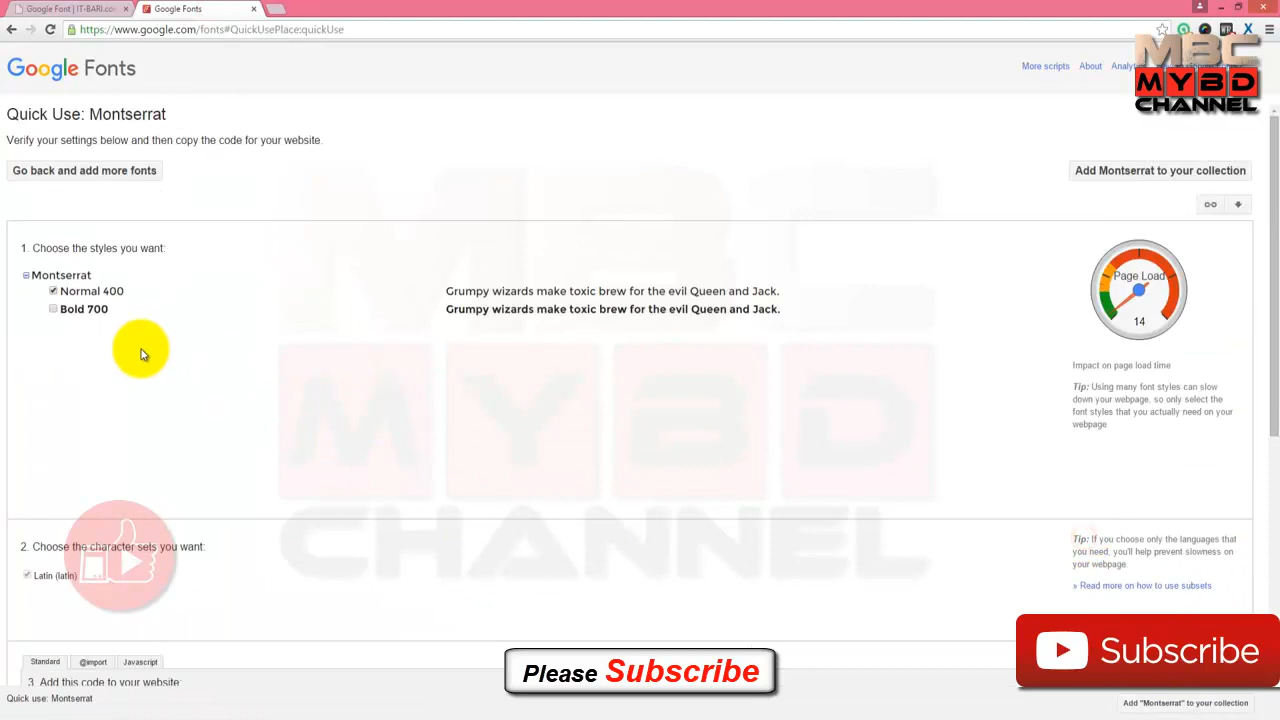 Google Font | IT-BARI.com
Google Fonts
https://www.google.com/fonts#QuickUsePlace:quickUse
Google Fonts
More scripts
About
MBC
MYBD
CHANNEL
Quick Use: Montserrat
Verify your settings below and then copy the code for your website.
Go back and add more fonts
Add Montserrat to your collection
1. Choose the styles you want:
Montserrat
Normal 400
Grumpy wizards make toxic brew for the evil Queen and Jack.
Bold 700
Grumpy wizards make toxic brew for the evil Queen and Jack.
Page Load
14
Impact on page load time
Tip: Using many font styles can slow
down your webpage, so only select the
font styles that you actually need on your
webpage.
MBC
MYBD
CHANNEL
2. Choose the character sets you want:
Latin (latin)
Tip: If you choose only the languages that
you need, you'll help prevent slowness on
your webpage.
» Read more on how to use subsets
Standard
@import
Javascript
3. Add this code to your website:
Please Subscribe
Subscribe
Quick use: Montserrat
Add "Montserrat" to your collection